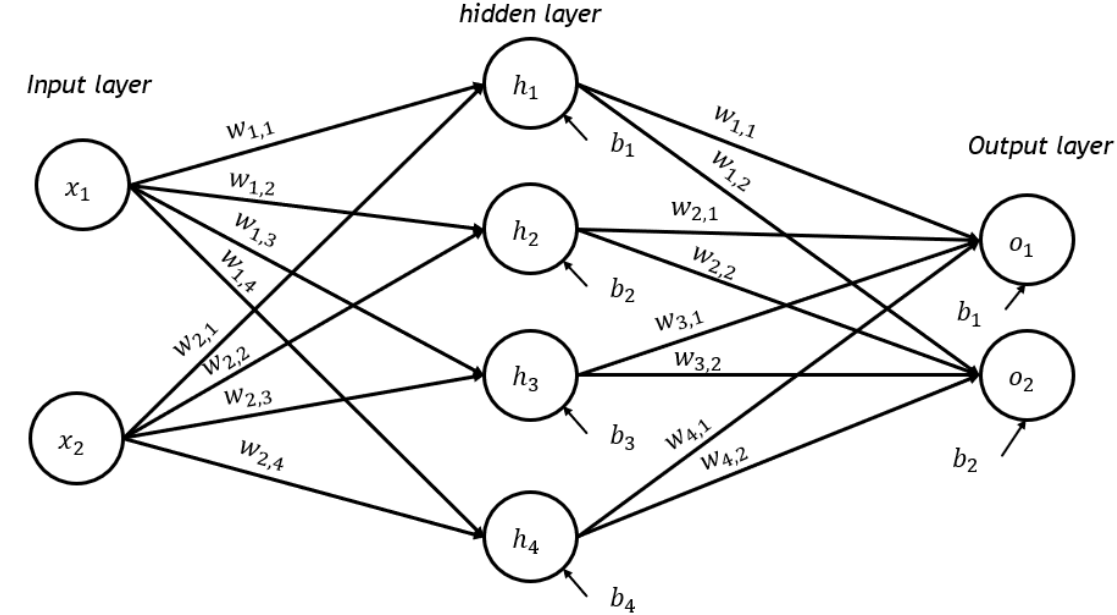 hidden layer
Input layer
Output layer
x₁
x₂
w₁,₁
w₁,₂
w₁,₃
w₁,₄
w₂,₁
w₂,₂
w₂,₃
w₂,₄
h₁
b₁
h₂
b₂
h₃
b₃
h₄
b₄
w₁,₁
w₁,₂
w₂,₁
w₂,₂
w₃,₁
w₃,₂
w₄,₁
w₄,₂
o₁
b₁
o₂
b₂